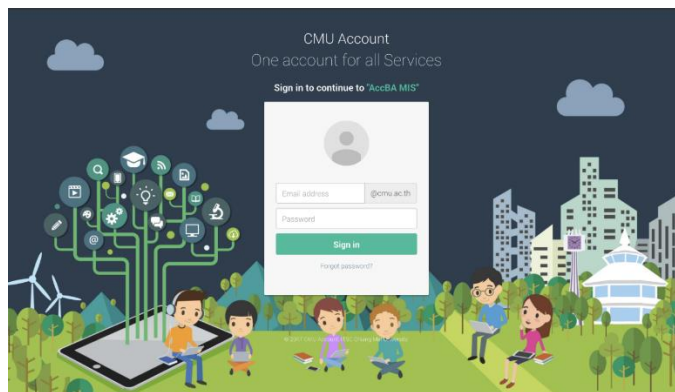 CMU Account
One account for all Services
Sign in to continue to "AccBA MIS"
Email address @cmu.ac.th
Password
Sign in
Forgot password?